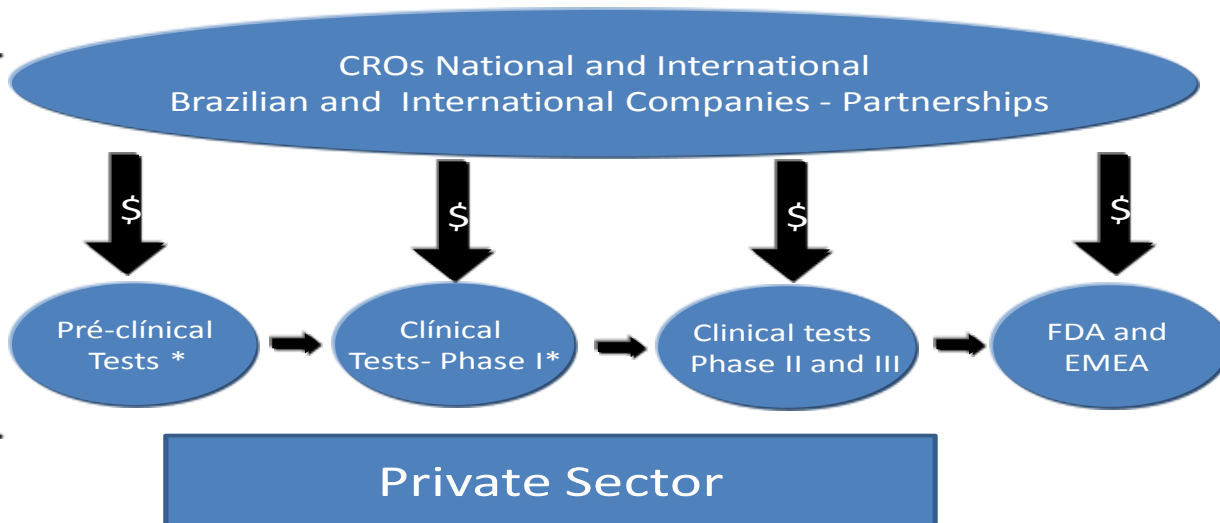 CROs National and International
Brazilian and International Companies - Partnerships
$
$
$
$
Pré-clínical
Tests *
Clínical
Tests- Phase I*
Clinical tests
Phase II and III
FDA and
EMEA
Private Sector